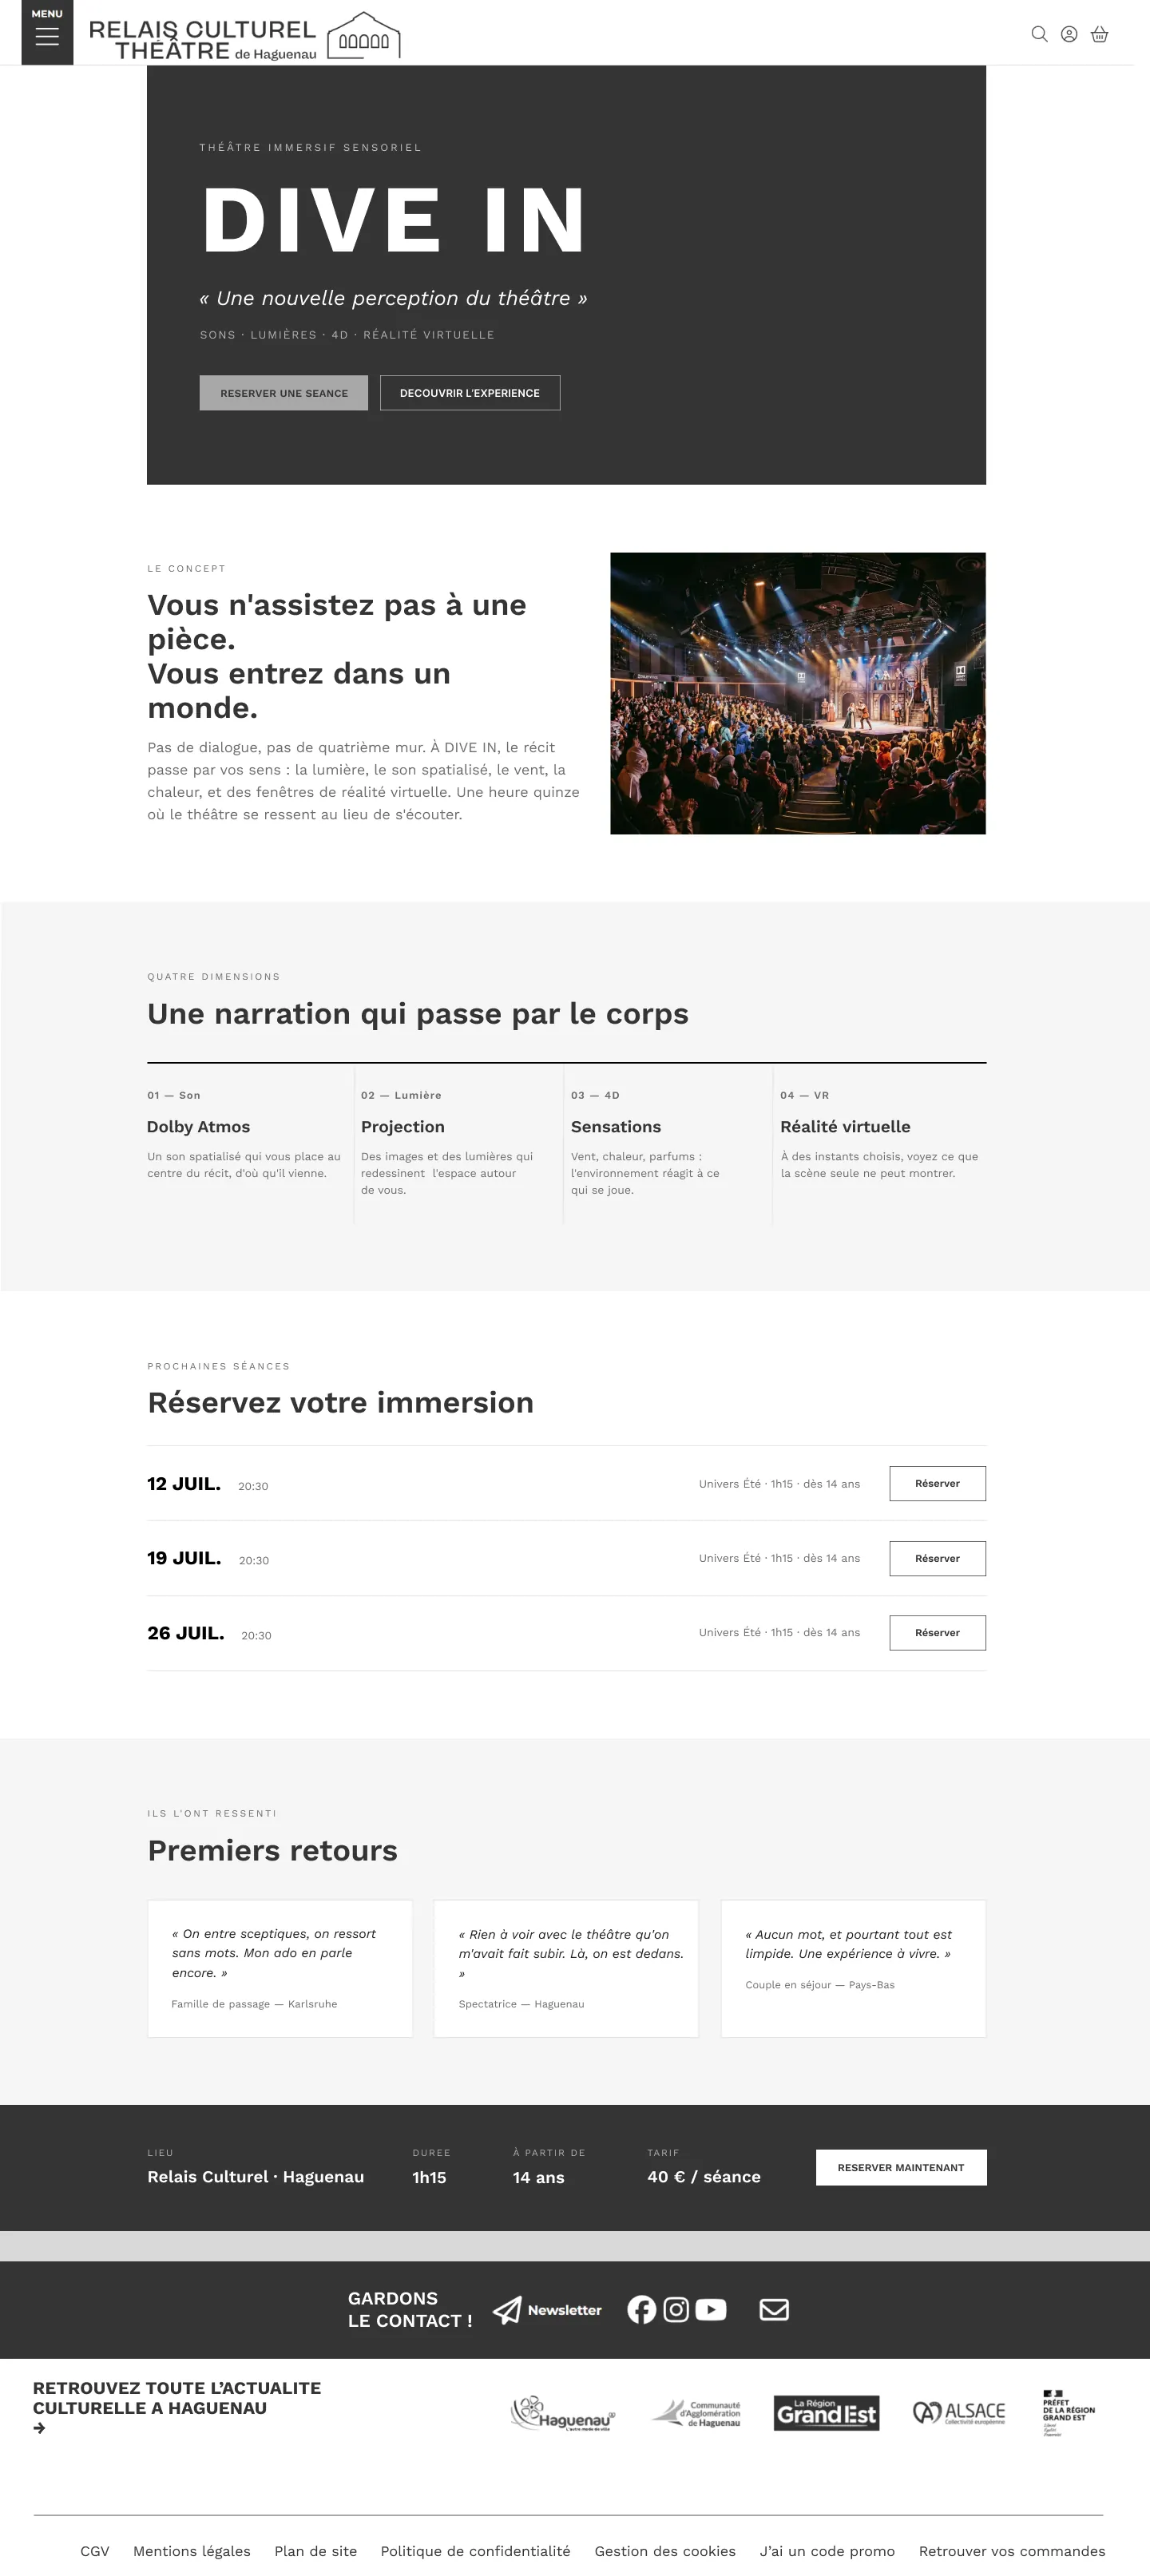 MENU
RELAIS CULTUREL
THÉÂTRE de Haguenau
THÉÂTRE IMMERSIF SENSORIEL
DIVE IN
« Une nouvelle perception du théâtre »
SONS · LUMIÈRES · 4D · RÉALITÉ VIRTUELLE
RESERVER UNE SEANCE
DECOUVRIR L'EXPERIENCE
LE CONCEPT
Vous n'assistez pas à une
pièce.
Vous entrez dans un
monde.
Pas de dialogue, pas de quatrième mur. À DIVE IN, le récit
passe par vos sens : la lumière, le son spatialisé, le vent, la
chaleur, et des fenêtres de réalité virtuelle. Une heure quinze
où le théâtre se ressent au lieu de s'écouter.
QUATRE DIMENSIONS
Une narration qui passe par le corps
01 — Son
Dolby Atmos
Un son spatialisé qui vous place au
centre du récit, d'où qu'il vienne.
02 — Lumière
Projection
Des images et des lumières qui
redessinent l'espace autour
de vous.
03 — 4D
Sensations
Vent, chaleur, parfums :
l'environnement réagit à ce
qui se joue.
04 — VR
Réalité virtuelle
À des instants choisis, voyez ce que
la scène seule ne peut montrer.
PROCHAINES SÉANCES
Réservez votre immersion
12 JUIL. 20:30 Univers Été · 1h15 · dès 14 ans Réserver
19 JUIL. 20:30 Univers Été · 1h15 · dès 14 ans Réserver
26 JUIL. 20:30 Univers Été · 1h15 · dès 14 ans Réserver
ILS L'ONT RESSENTI
Premiers retours
« On entre sceptiques, on ressort
sans mots. Mon ado en parle
encore. »
Famille de passage — Karlsruhe
« Rien à voir avec le théâtre qu'on
m'avait fait subir. Là, on est dedans.
»
Spectatrice — Haguenau
« Aucun mot, et pourtant tout est
limpide. Une expérience à vivre. »
Couple en séjour — Pays-Bas
LIEU
Relais Culturel · Haguenau
DUREE
1h15
À PARTIR DE
14 ans
TARIF
40 € / séance
RESERVER MAINTENANT
GARDONS
LE CONTACT !
Newsletter
RETROUVEZ TOUTE L’ACTUALITE
CULTURELLE A HAGUENAU
→
Haguenau
Communauté
d'Agglomération
de Haguenau
La Région
Grand Est
ALSACE
Collectivité européenne
PRÉFET
DE LA RÉGION
GRAND EST
CGV Mentions légales Plan de site Politique de confidentialité Gestion des cookies J’ai un code promo Retrouver vos commandes